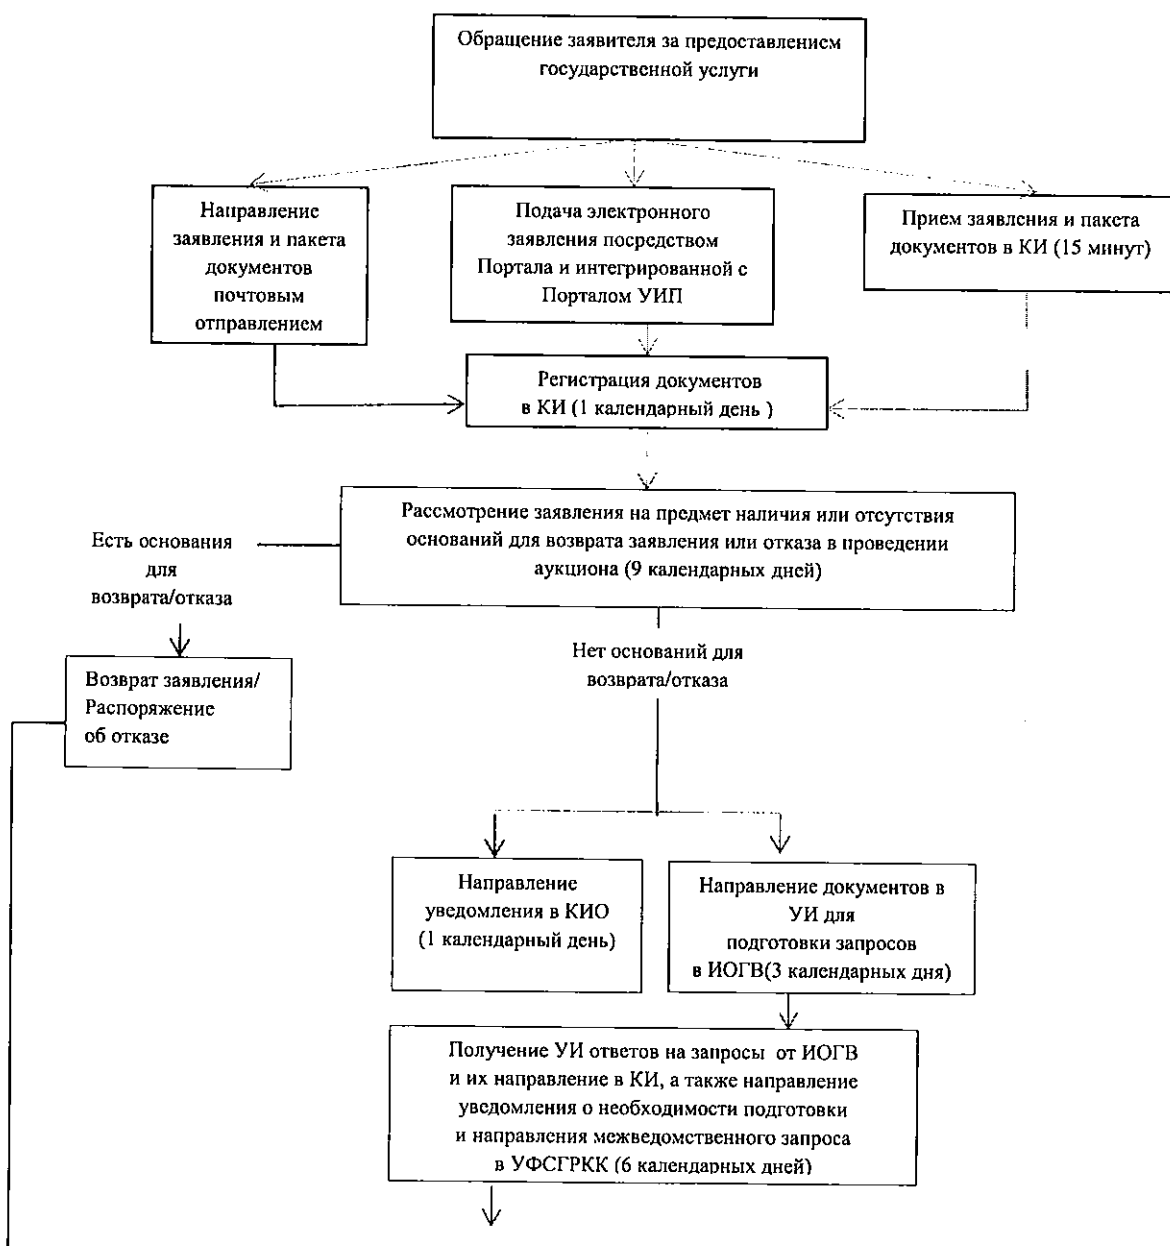 Обращение заявителя за предоставлением
государственной услуги
Направление
заявления и пакета
документов
почтовым
отправлением
Подача электронного
заявления посредством
Портала и интегрированной с
Порталом УИП
Прием заявления и пакета
документов в КИ (15 минут)
Регистрация документов
в КИ (1 календарный день )
Рассмотрение заявления на предмет наличия или отсутствия
оснований для возврата заявления или отказа в проведении
аукциона (9 календарных дней)
Есть основания
для
возврата/отказа
Нет оснований для
возврата/отказа
Возврат заявления/
Распоряжение
об отказе
Направление
уведомления в КИО
(1 календарный день)
Направление документов в
УИ для
подготовки запросов
в ИОГВ(3 календарных дня)
Получение УИ ответов на запросы от ИОГВ
и их направление в КИ, а также направление
уведомления о необходимости подготовки
и направления межведомственного запроса
в УФСГРКК (6 календарных дней)